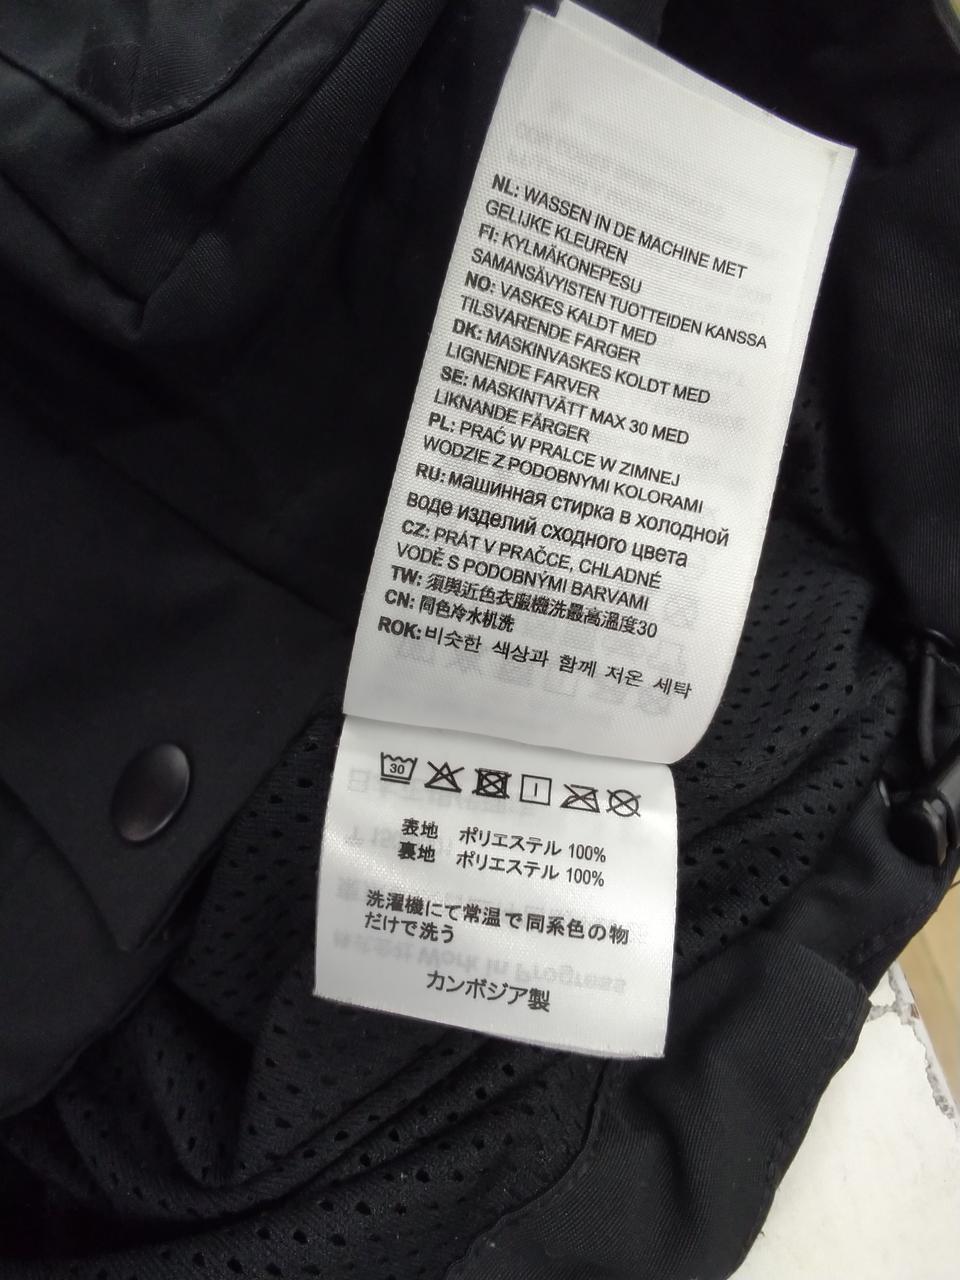 NL: WASSEN IN DE MACHINE MET
GELIJKE KLEUREN
FI: KYLMÄKONEPESU
SAMANSÄVYISTEN TUOTTEIDEN KANSSA
NO: VASKES KALDT MED
TILSVARENDE FARGER
DK: MASKINVASKES KOLDT MED
LIGNENDE FARVER
SE: MASKINTVÄTT MAX 30 MED
LIKNANDE FÄRGER
PL: PRAĆ W PRALCE W ZIMNEJ
WODZIE Z PODOBNYMI KOLORAMI
RU: машинная стирка в холодной
воде изделий сходного цвета
CZ: PRÁT V PRAČCE, CHLADNÉ
VODĚ S PODOBNÝMI BARVAMI
TW: 須與近色衣服機洗最高溫度30
CN: 同色冷水机洗
ROK: 비슷한 색상과 함께 저온 세탁
30
表地 ポリエステル 100%
裏地 ポリエステル 100%
洗濯機にて常温で同系色の物
だけで洗う
カンボジア製